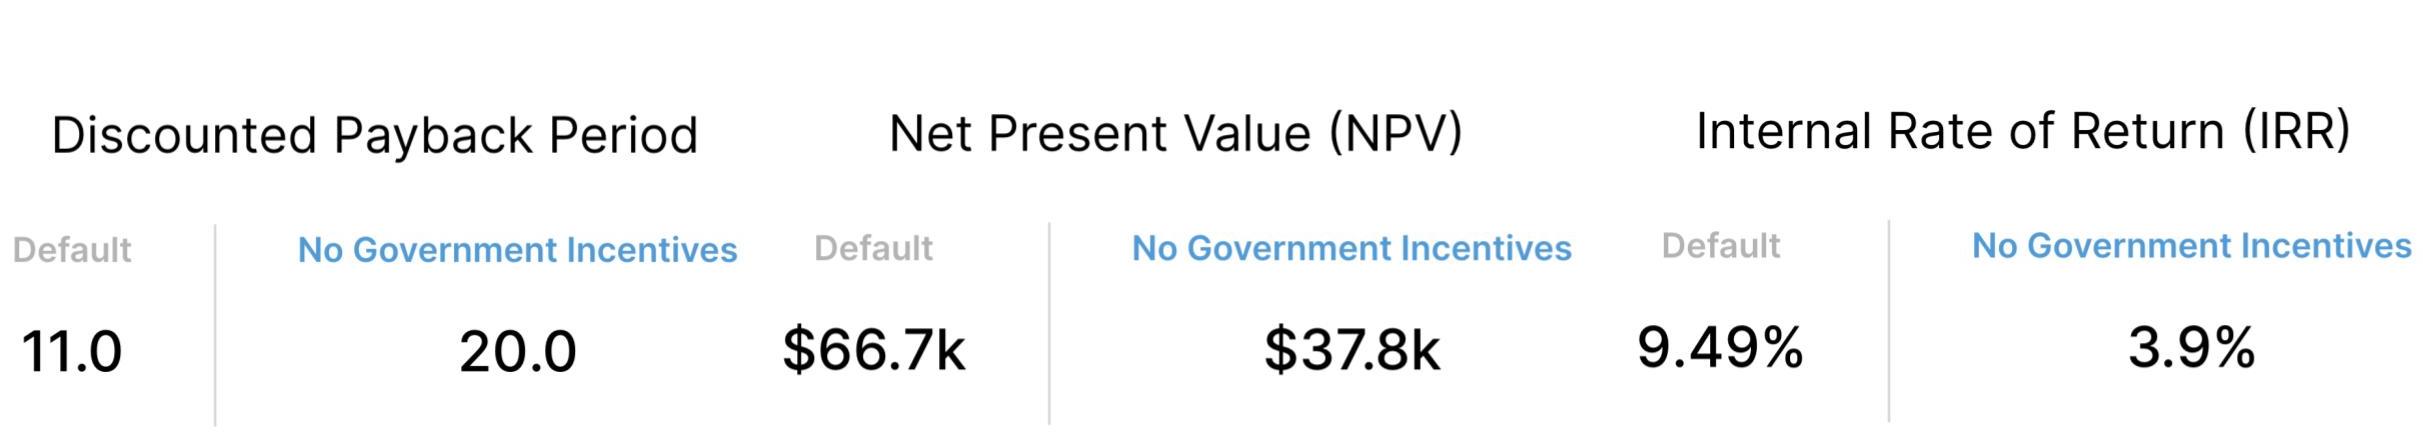 Discounted Payback Period
Default
No Government Incentives
11.0
20.0
Net Present Value (NPV)
Default
No Government Incentives
$66.7k
$37.8k
Internal Rate of Return (IRR)
Default
No Government Incentives
9.49%
3.9%